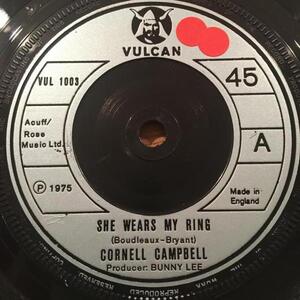 VULCAN
VUL 1003
45
Acuff/
Rose
Music Ltd.
A
℗ 1975
Made in
England
SHE WEARS MY RING
(Boudleaux-Bryant)
CORNELL CAMPBELL
Producer: BUNNY LEE